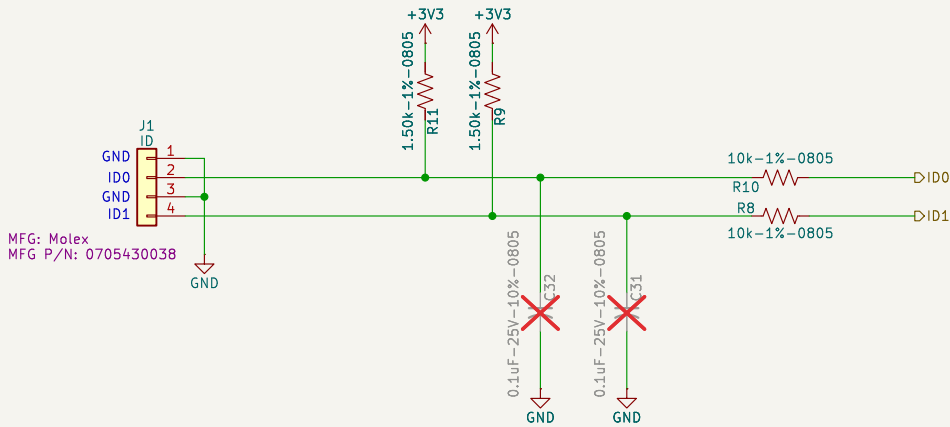 +3V3
+3V3
1.50k-1%-0805
R11
1.50k-1%-0805
R9
J1
ID
GND
1
ID0
2
GND
3
ID1
4
MFG: Molex
MFG P/N: 0705430038
GND
10k-1%-0805
R10
ID0
R8
ID1
10k-1%-0805
0.1uF-25V-10%-0805
C32
0.1uF-25V-10%-0805
C31
GND
GND